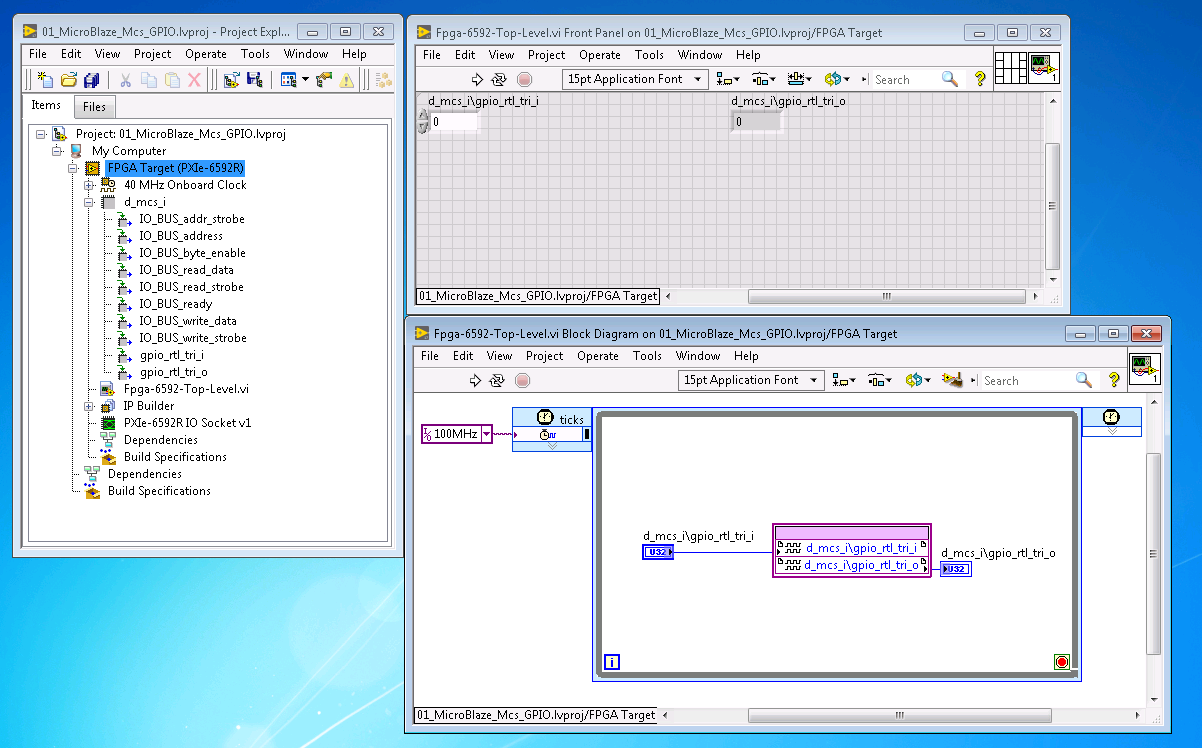 01_MicroBlaze_Mcs_GPIO.lvproj - Project Expl...
File Edit View Project Operate Tools Window Help
Items Files
Project: 01_MicroBlaze_Mcs_GPIO.lvproj
My Computer
FPGA Target (PXIe-6592R)
40 MHz Onboard Clock
d_mcs_i
IO_BUS_addr_strobe
IO_BUS_address
IO_BUS_byte_enable
IO_BUS_read_data
IO_BUS_read_strobe
IO_BUS_ready
IO_BUS_write_data
IO_BUS_write_strobe
gpio_rtl_tri_i
gpio_rtl_tri_o
Fpga-6592-Top-Level.vi
IP Builder
PXIe-6592R IO Socket v1
Dependencies
Build Specifications
Dependencies
Build Specifications
Fpga-6592-Top-Level.vi Front Panel on 01_MicroBlaze_Mcs_GPIO.lvproj/FPGA Target
File Edit View Project Operate Tools Window Help
15pt Application Font Search ? 1
d_mcs_i\gpio_rtl_tri_i d_mcs_i\gpio_rtl_tri_o
0 0
01_MicroBlaze_Mcs_GPIO.lvproj/FPGA Target
Fpga-6592-Top-Level.vi Block Diagram on 01_MicroBlaze_Mcs_GPIO.lvproj/FPGA Target
File Edit View Project Operate Tools Window Help
15pt Application Font Search ? 1
ticks
100MHz
d_mcs_i\gpio_rtl_tri_i
U32 d_mcs_i\gpio_rtl_tri_i
d_mcs_i\gpio_rtl_tri_o d_mcs_i\gpio_rtl_tri_o
U32
i
01_MicroBlaze_Mcs_GPIO.lvproj/FPGA Target